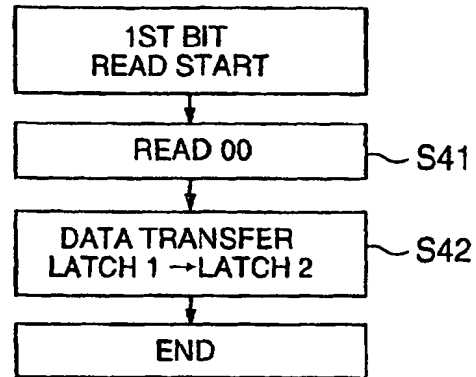 1ST BIT
READ START
READ 00
S41
DATA TRANSFER
LATCH 1 → LATCH 2
S42
END